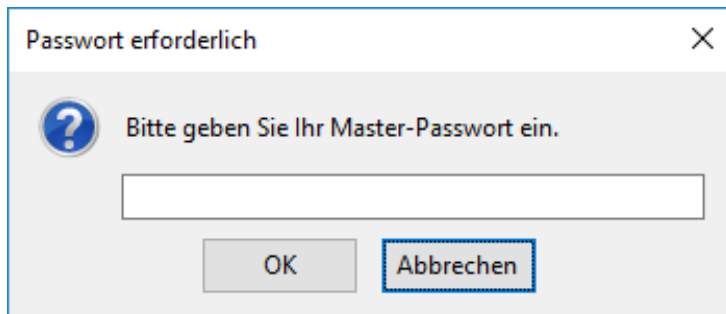 Passwort erforderlich
Bitte geben Sie Ihr Master-Passwort ein.
OK
Abbrechen